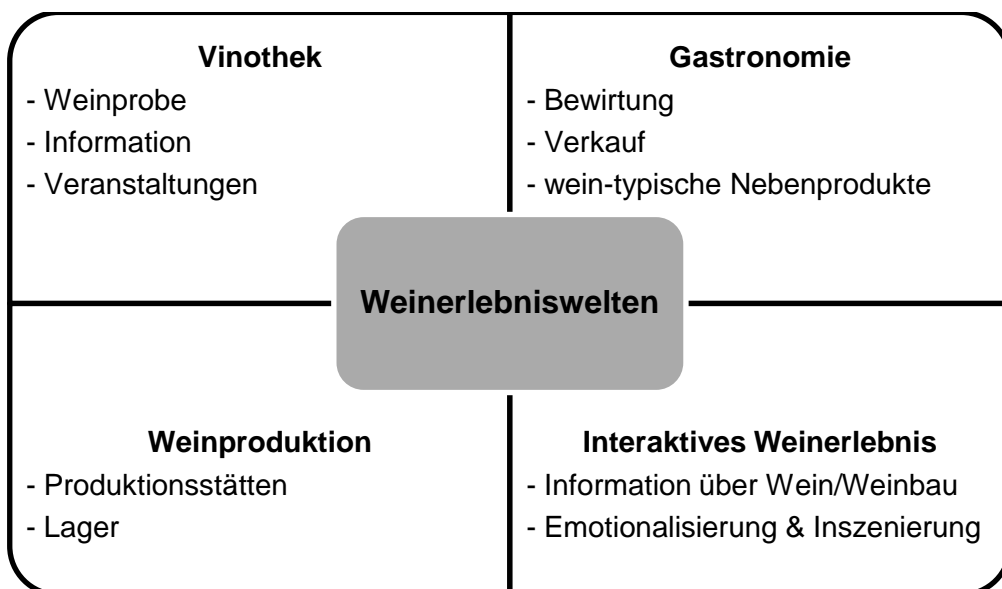 Vinothek
- Weinprobe
- Information
- Veranstaltungen
Gastronomie
- Bewirtung
- Verkauf
- wein-typische Nebenprodukte
Weinerlebniswelten
Weinproduktion
- Produktionsstätten
- Lager
Interaktives Weinerlebnis
- Information über Wein/Weinbau
- Emotionalisierung & Inszenierung